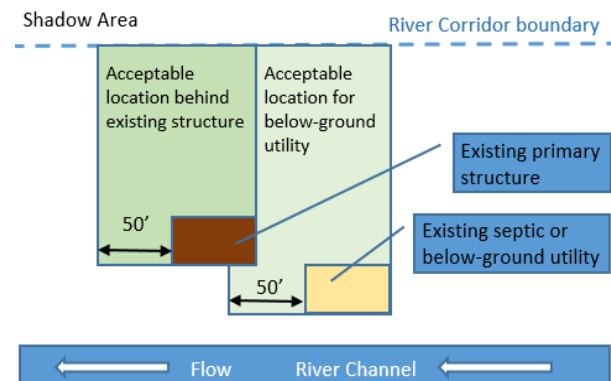 Shadow Area
River Corridor boundary
Acceptable
location behind
existing structure
Acceptable
location for
below-ground
utility
Existing primary
structure
50’
Existing septic or
below-ground utility
50’
Flow
River Channel